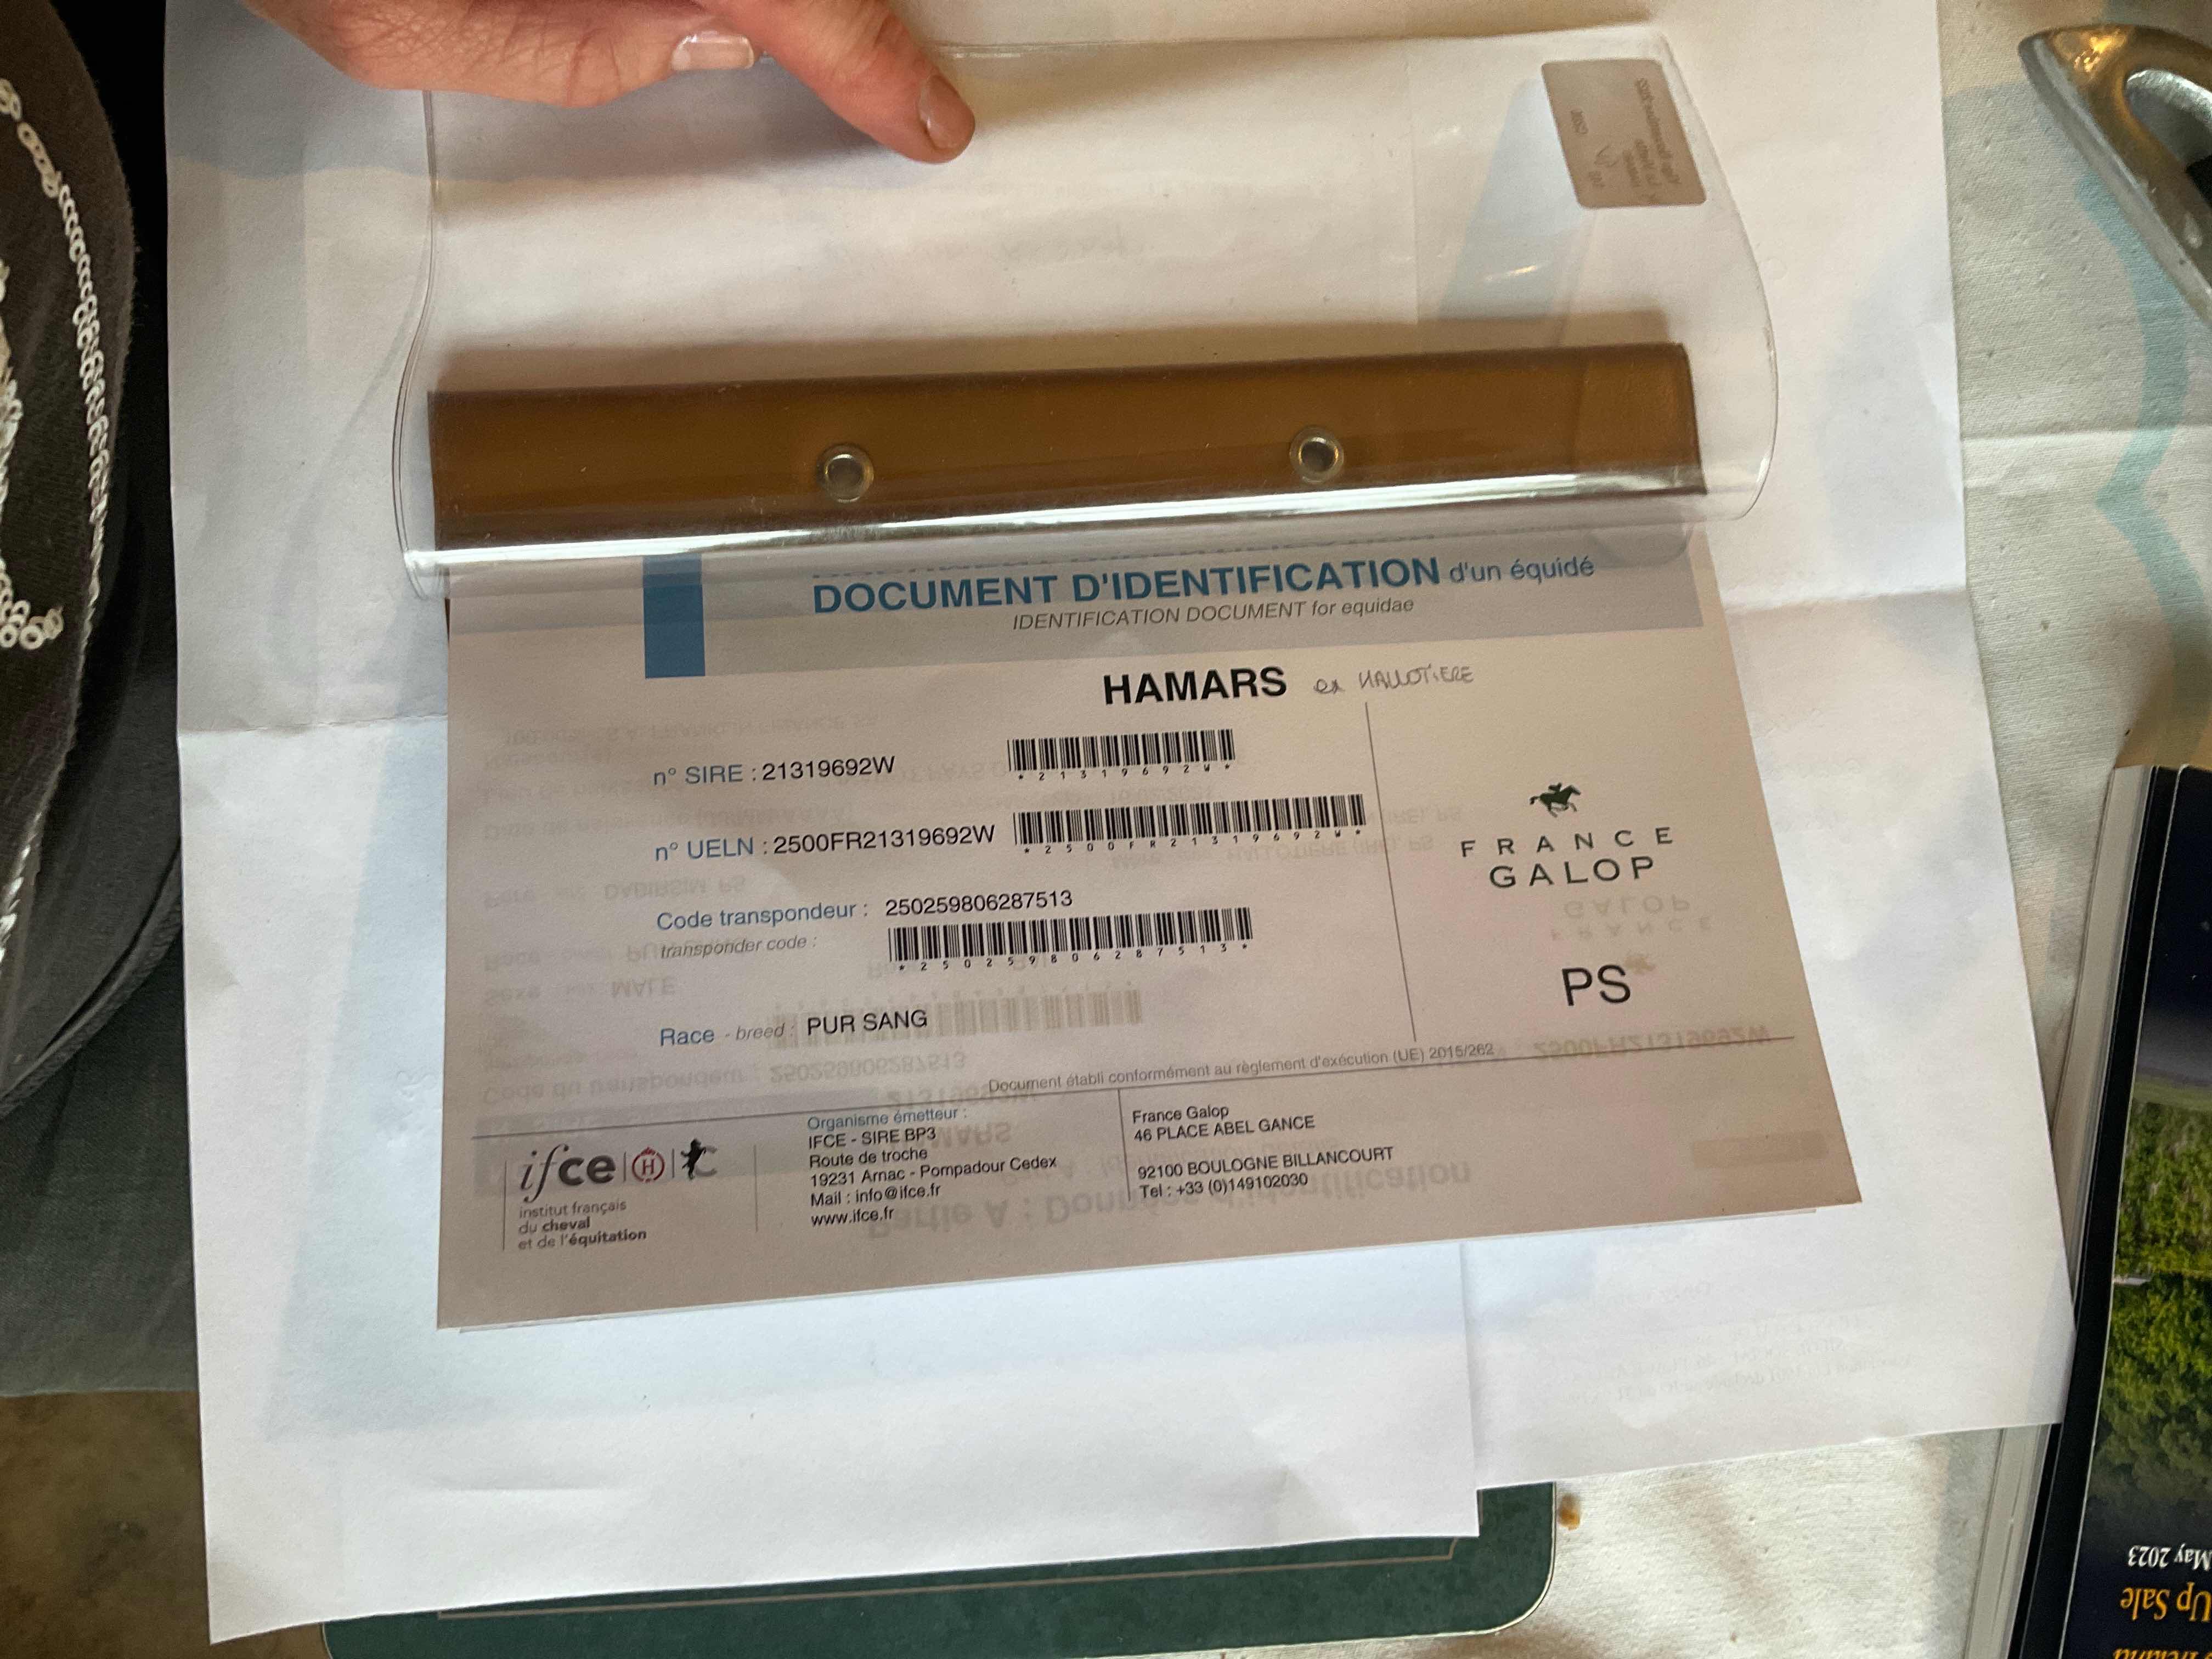 DOCUMENT D'IDENTIFICATION d'un équidé
IDENTIFICATION DOCUMENT for equidae
HAMARS ex HALLOTIERE
n° SIRE : 21319692W
*21319692W*
n° UELN : 2500FR21319692W
*2500FR21319692W*
Code transpondeur : 250259806287513
transponder code :
*250259806287513*
Race - breed : PUR SANG
FRANCE
GALOP
PS
Document établi conformément au règlement d'exécution (UE) 2015/262
ifce
institut français
du cheval
et de l'équitation
Organisme émetteur :
IFCE - SIRE BP3
Route de troche
19231 Arnac - Pompadour Cedex
Mail : info@ifce.fr
www.ifce.fr
France Galop
46 PLACE ABEL GANCE
92100 BOULOGNE BILLANCOURT
Tel : +33 (0)149102030
May 2023
Up Sale